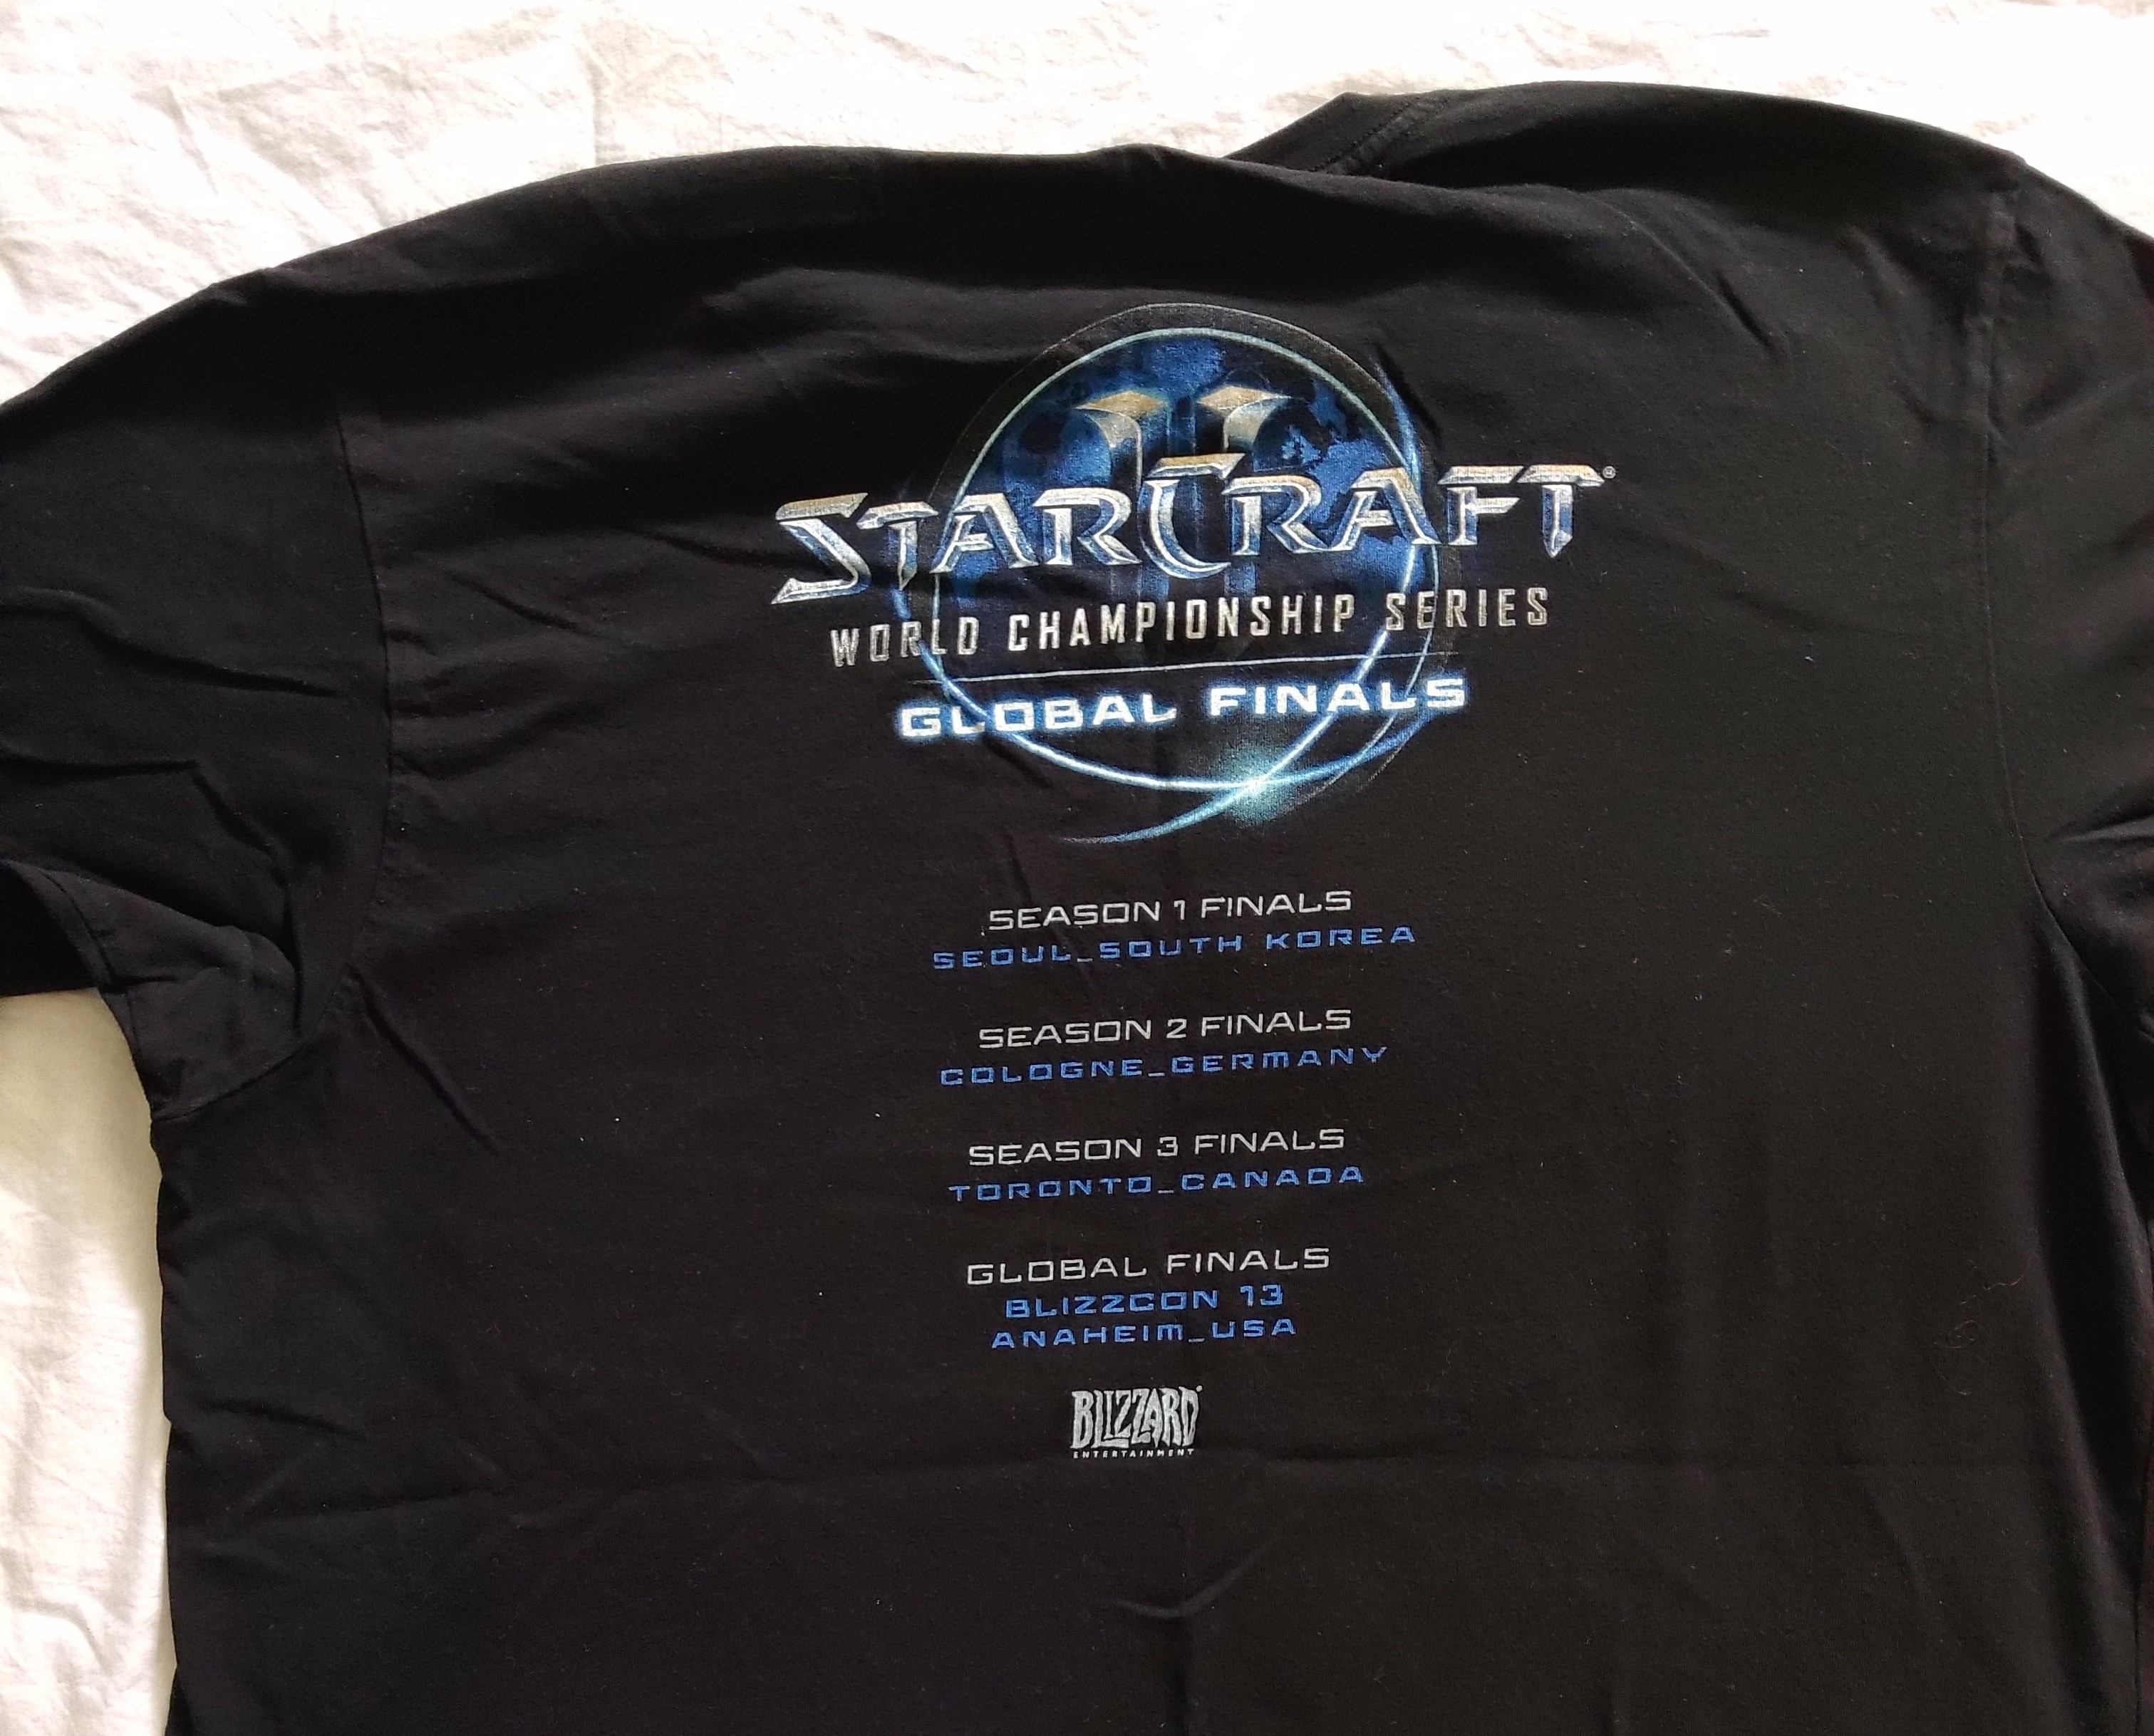 II
STARCRAFT®
WORLD CHAMPIONSHIP SERIES
GLOBAL FINALS
SEASON 1 FINALS
SEOUL_SOUTH KOREA
SEASON 2 FINALS
COLOGNE_GERMANY
SEASON 3 FINALS
TORONTO_CANADA
GLOBAL FINALS
BLIZZCON 13
ANAHEIM_USA
BLIZZARD®
ENTERTAINMENT